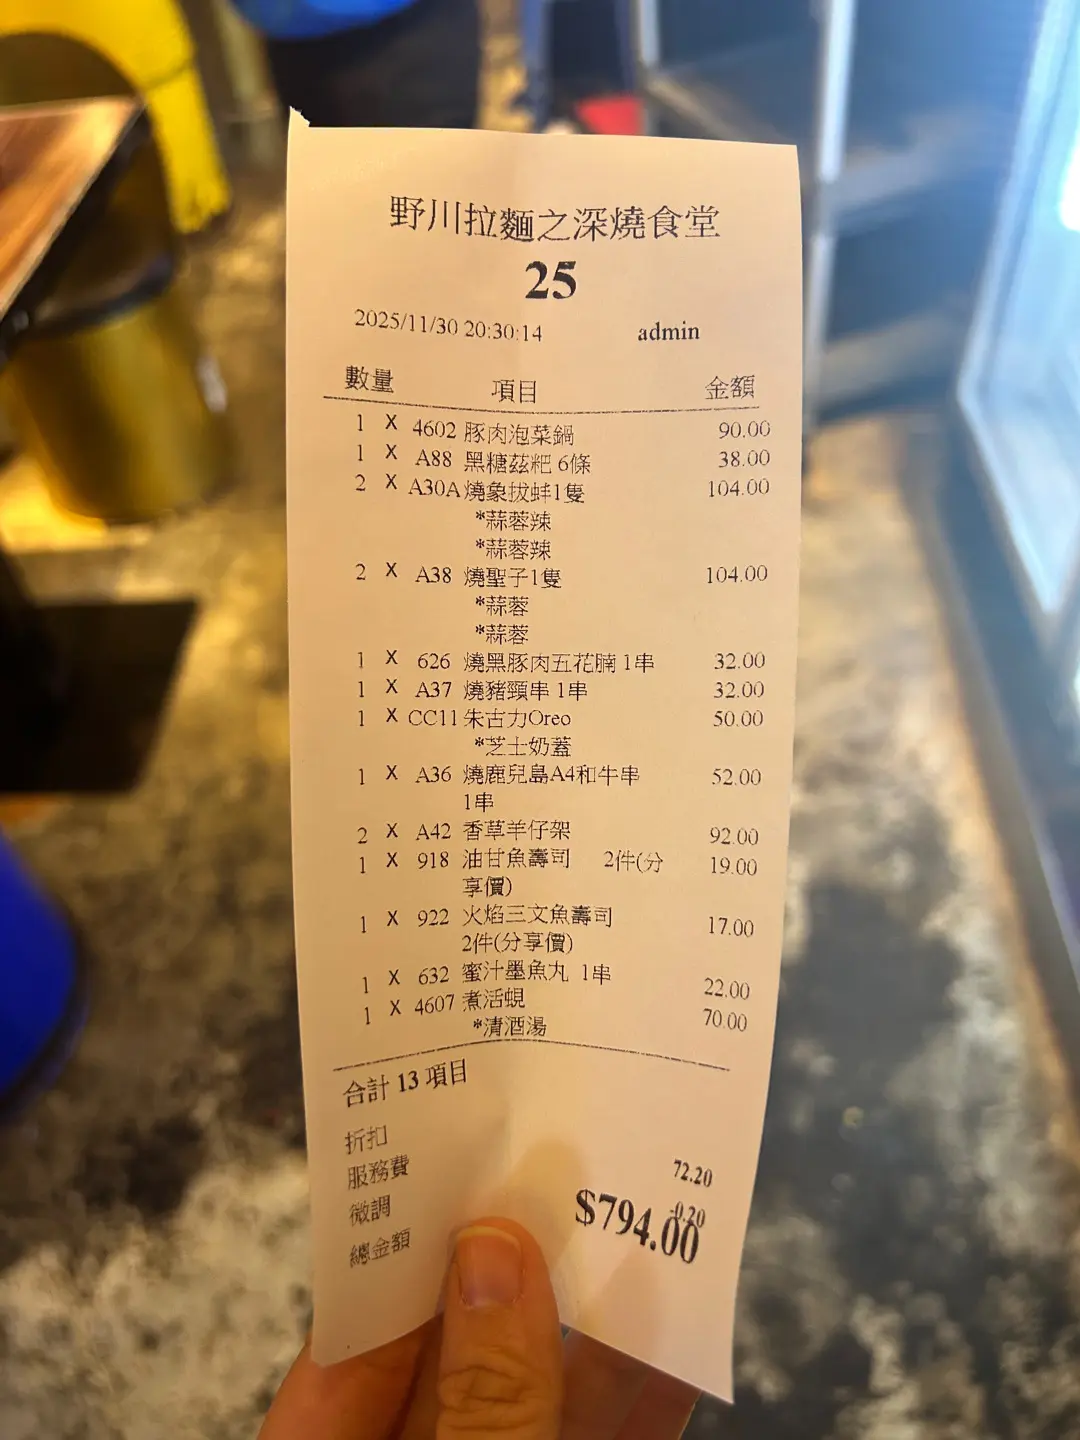 野川拉麵之深燒食堂
25
2025/11/30 20:30:14 admin
數量 項目 金額
1 X 4602 豚肉泡菜鍋 90.00
1 X A88 黑糖茲粑 6條 38.00
2 X A30A 燒象拔蚌1隻 104.00
*蒜蓉辣
*蒜蓉辣
2 X A38 燒聖子1隻 104.00
*蒜蓉
*蒜蓉
1 X 626 燒黑豚肉五花腩 1串 32.00
1 X A37 燒豬頸串 1串 32.00
1 X CC11 朱古力Oreo 50.00
*芝士奶蓋
1 X A36 燒鹿兒島A4和牛串 52.00
1串
2 X A42 香草羊仔架 92.00
1 X 918 油甘魚壽司 2件(分 19.00
享價)
1 X 922 火焰三文魚壽司 17.00
2件(分享價)
1 X 632 蜜汁墨魚丸 1串 22.00
1 X 4607 煮活蜆 70.00
*清酒湯
合計 13 項目
折扣
服務費 72.20
微調 -0.20
總金額 $794.00